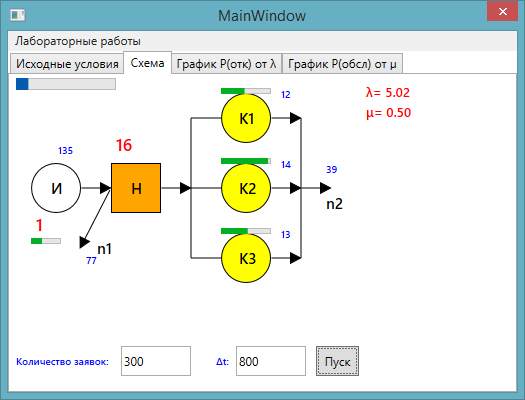 MainWindow
Лабораторные работы
Исходные условия
Схема
График P(отк) от λ
График P(обсл) от μ
12
λ= 5.02
μ= 0.50
К1
135
16
14
39
И
Н
К2
n2
1
n1
13
77
К3
Количество заявок:
300
Δt:
800
Пуск